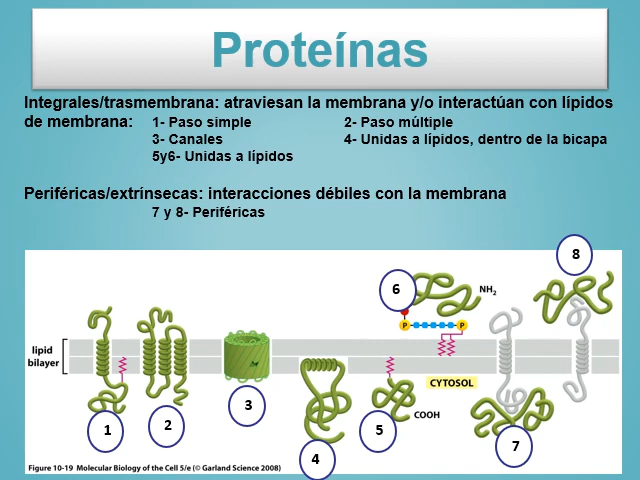 Proteínas
Integrales/trasmembrana: atraviesan la membrana y/o interactúan con lípidos
de membrana: 1- Paso simple 2- Paso múltiple
3- Canales 4- Unidas a lípidos, dentro de la bicapa
5y6- Unidas a lípidos
Periféricas/extrínsecas: interacciones débiles con la membrana
7 y 8- Periféricas
8
6
NH2
P P
lipid
bilayer
CYTOSOL
COOH
1
2
3
4
5
7
Figure 10-19 Molecular Biology of the Cell 5/e (© Garland Science 2008)